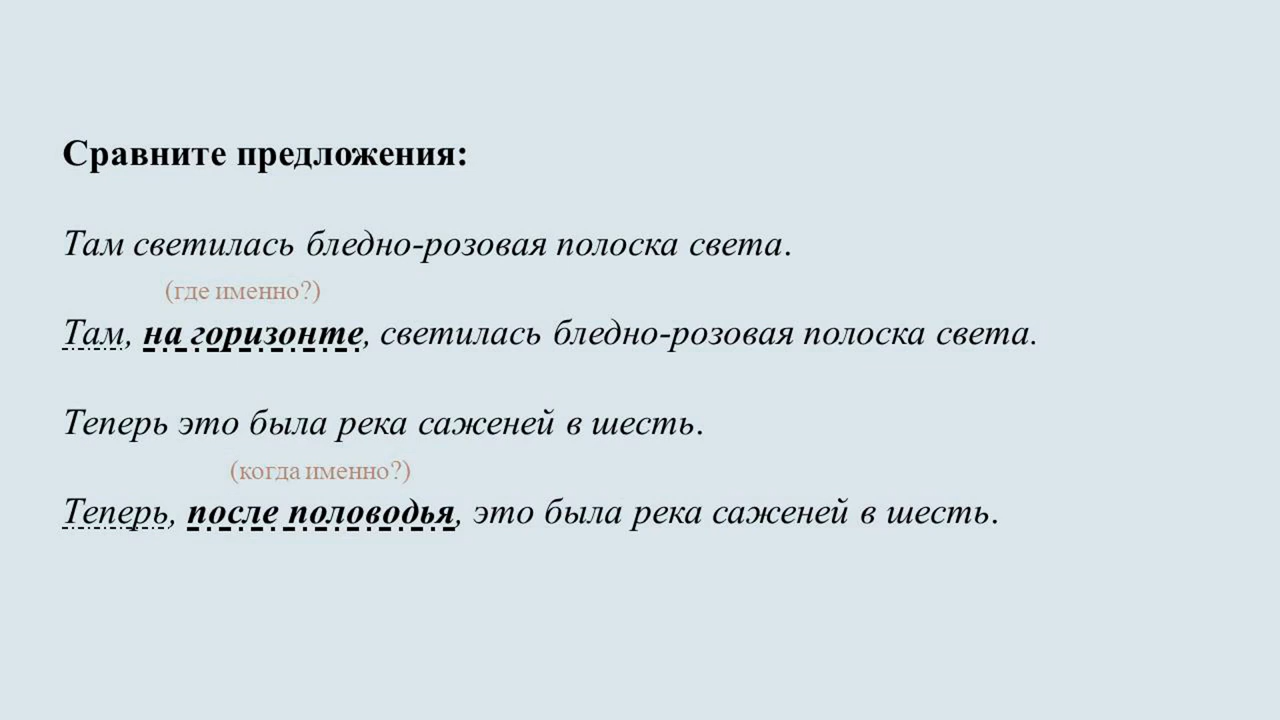 Сравните предложения:
Там светилась бледно-розовая полоска света.
(где именно?)
Там, на горизонте, светилась бледно-розовая полоска света.
Теперь это была река саженей в шесть.
(когда именно?)
Теперь, после половодья, это была река саженей в шесть.